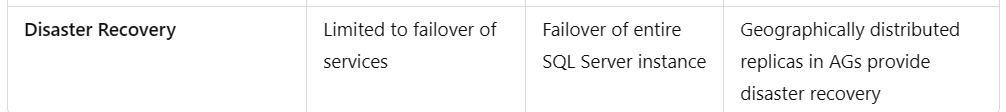 Disaster Recovery
Limited to failover of
services
Failover of entire
SQL Server instance
Geographically distributed
replicas in AGs provide
disaster recovery